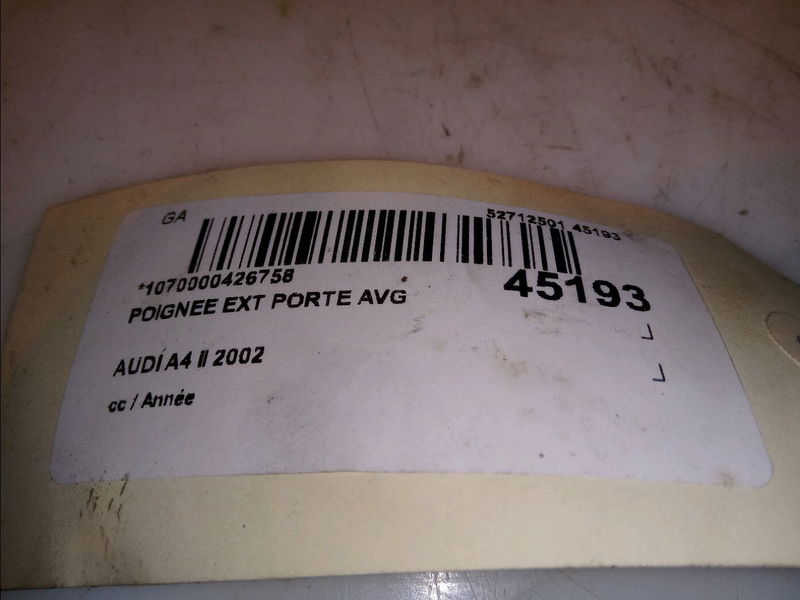 GA
52712501 45193
*1070000426758
45193
POIGNEE EXT PORTE AVG
AUDI A4 II 2002
cc / Année